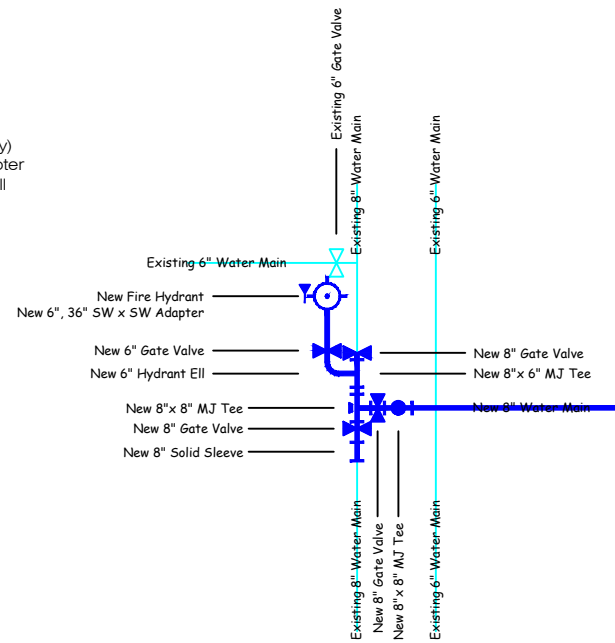 y)
pter
ll
Existing 6" Gate Valve
Existing 8" Water Main
Existing 6" Water Main
Existing 6" Water Main
New Fire Hydrant
New 6", 36" SW x SW Adapter
New 6" Gate Valve
New 8" Gate Valve
New 6" Hydrant Ell
New 8"x 6" MJ Tee
New 8"x 8" MJ Tee
New 8" Water Main
New 8" Gate Valve
New 8" Solid Sleeve
Existing 8" Water Main
New 8" Gate Valve
New 8"x 8" MJ Tee
Existing 6" Water Main